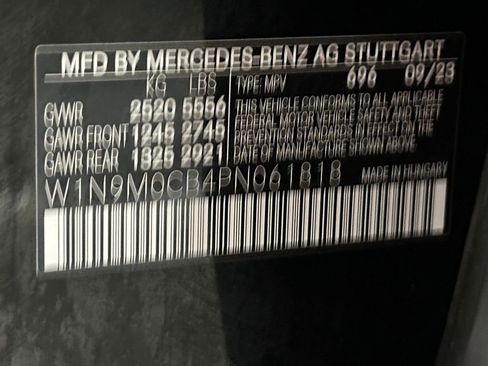 MFD BY MERCEDES-BENZ AG STUTTGART
KG LBS TYPE: MPV 696 09/23
GVWR 2520 5556
GAWR FRONT 1245 2745
GAWR REAR 1325 2921
THIS VEHICLE CONFORMS TO ALL APPLICABLE
FEDERAL MOTOR VEHICLE SAFETY AND THEFT
PREVENTION STANDARDS IN EFFECT ON THE
DATE OF MANUFACTURE SHOWN ABOVE.
W1N9M0CB4PN061818 MADE IN HUNGARY